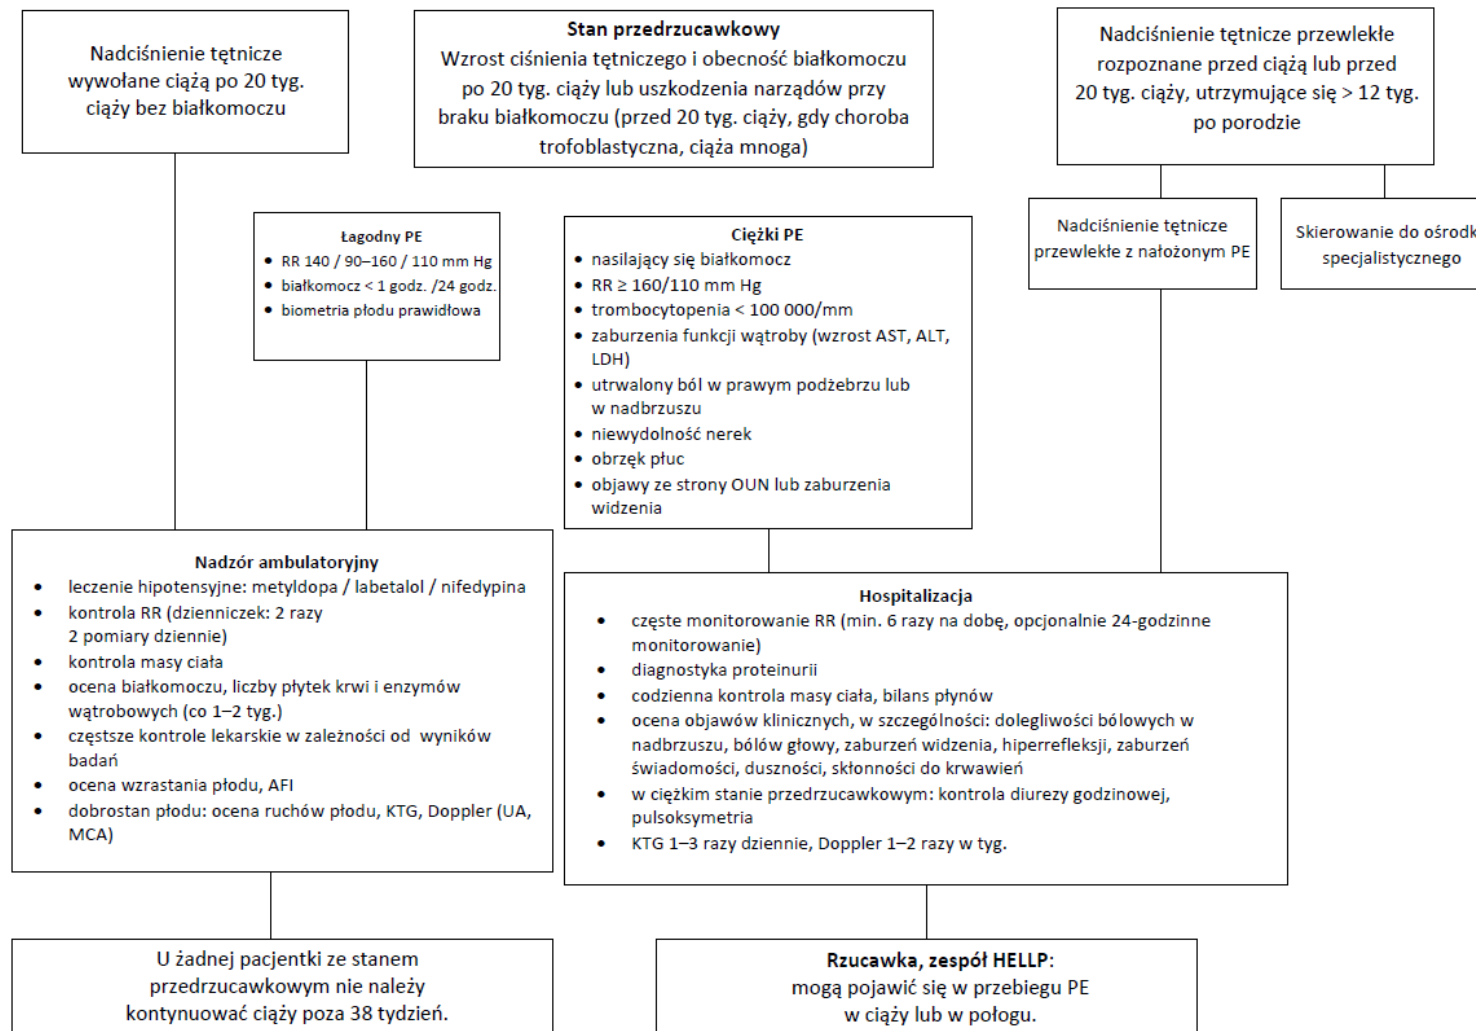 Nadciśnienie tętnicze
wywołane ciążą po 20 tyg.
ciąży bez białkomoczu
Stan przedrzucawkowy
Wzrost ciśnienia tętniczego i obecność białkomoczu
po 20 tyg. ciąży lub uszkodzenia narządów przy
braku białkomoczu (przed 20 tyg. ciąży, gdy choroba
trofoblastyczna, ciąża mnoga)
Nadciśnienie tętnicze przewlekłe
rozpoznane przed ciążą lub przed
20 tyg. ciąży, utrzymujące się > 12 tyg.
po porodzie
Łagodny PE
• RR 140 / 90–160 / 110 mm Hg
• białkomocz < 1 godz. /24 godz.
• biometria płodu prawidłowa
Ciężki PE
• nasilający się białkomocz
• RR ≥ 160/110 mm Hg
• trombocytopenia < 100 000/mm
• zaburzenia funkcji wątroby (wzrost AST, ALT,
LDH)
• utrwalony ból w prawym podżebrzu lub
w nadbrzuszu
• niewydolność nerek
• obrzęk płuc
• objawy ze strony OUN lub zaburzenia
widzenia
Nadciśnienie tętnicze
przewlekłe z nałożonym PE
Skierowanie do ośrodk
specjalistycznego
Nadzór ambulatoryjny
• leczenie hipotensyjne: metyldopa / labetalol / nifedypina
• kontrola RR (dzienniczek: 2 razy
2 pomiary dziennie)
• kontrola masy ciała
• ocena białkomoczu, liczby płytek krwi i enzymów
wątrobowych (co 1–2 tyg.)
• częstsze kontrole lekarskie w zależności od wyników
badań
• ocena wzrastania płodu, AFI
• dobrostan płodu: ocena ruchów płodu, KTG, Doppler (UA,
MCA)
Hospitalizacja
• częste monitorowanie RR (min. 6 razy na dobę, opcjonalnie 24-godzinne
monitorowanie)
• diagnostyka proteinurii
• codzienna kontrola masy ciała, bilans płynów
• ocena objawów klinicznych, w szczególności: dolegliwości bólowych w
nadbrzuszu, bólów głowy, zaburzeń widzenia, hiperrefleksji, zaburzeń
świadomości, duszności, skłonności do krwawień
• w ciężkim stanie przedrzucawkowym: kontrola diurezy godzinowej,
pulsoksymetria
• KTG 1–3 razy dziennie, Doppler 1–2 razy w tyg.
U żadnej pacjentki ze stanem
przedrzucawkowym nie należy
kontynuować ciąży poza 38 tydzień.
Rzucawka, zespół HELLP:
mogą pojawić się w przebiegu PE
w ciąży lub w połogu.